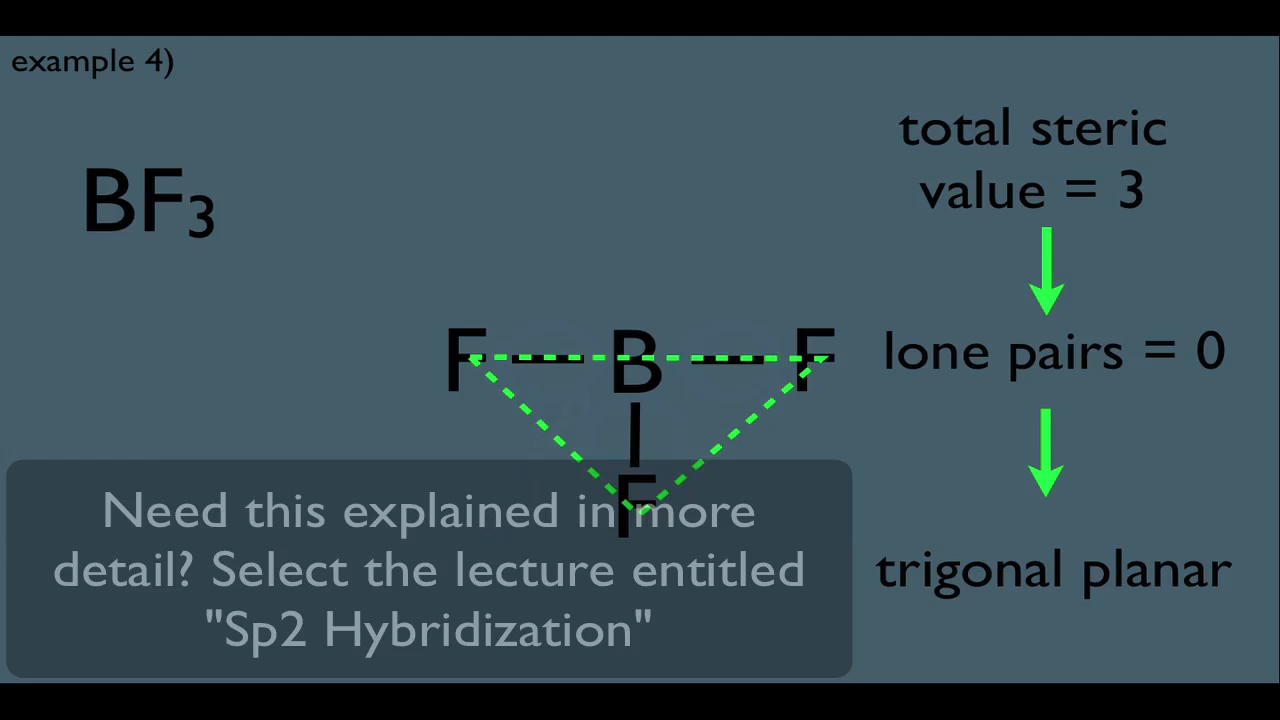 example 4)
total steric
value = 3
BF₃
F B F
lone pairs = 0
F
Need this explained in more
detail? Select the lecture entitled
"Sp2 Hybridization"
trigonal planar